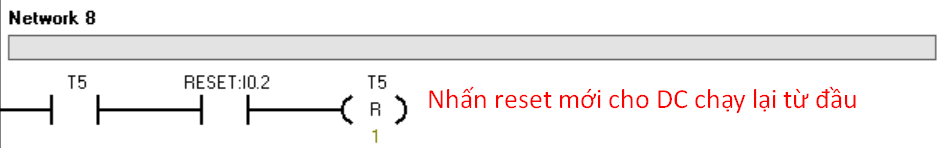 Network 8
T5 RESET:I0.2 T5
R Nhấn reset mới cho DC chạy lại từ đầu
1